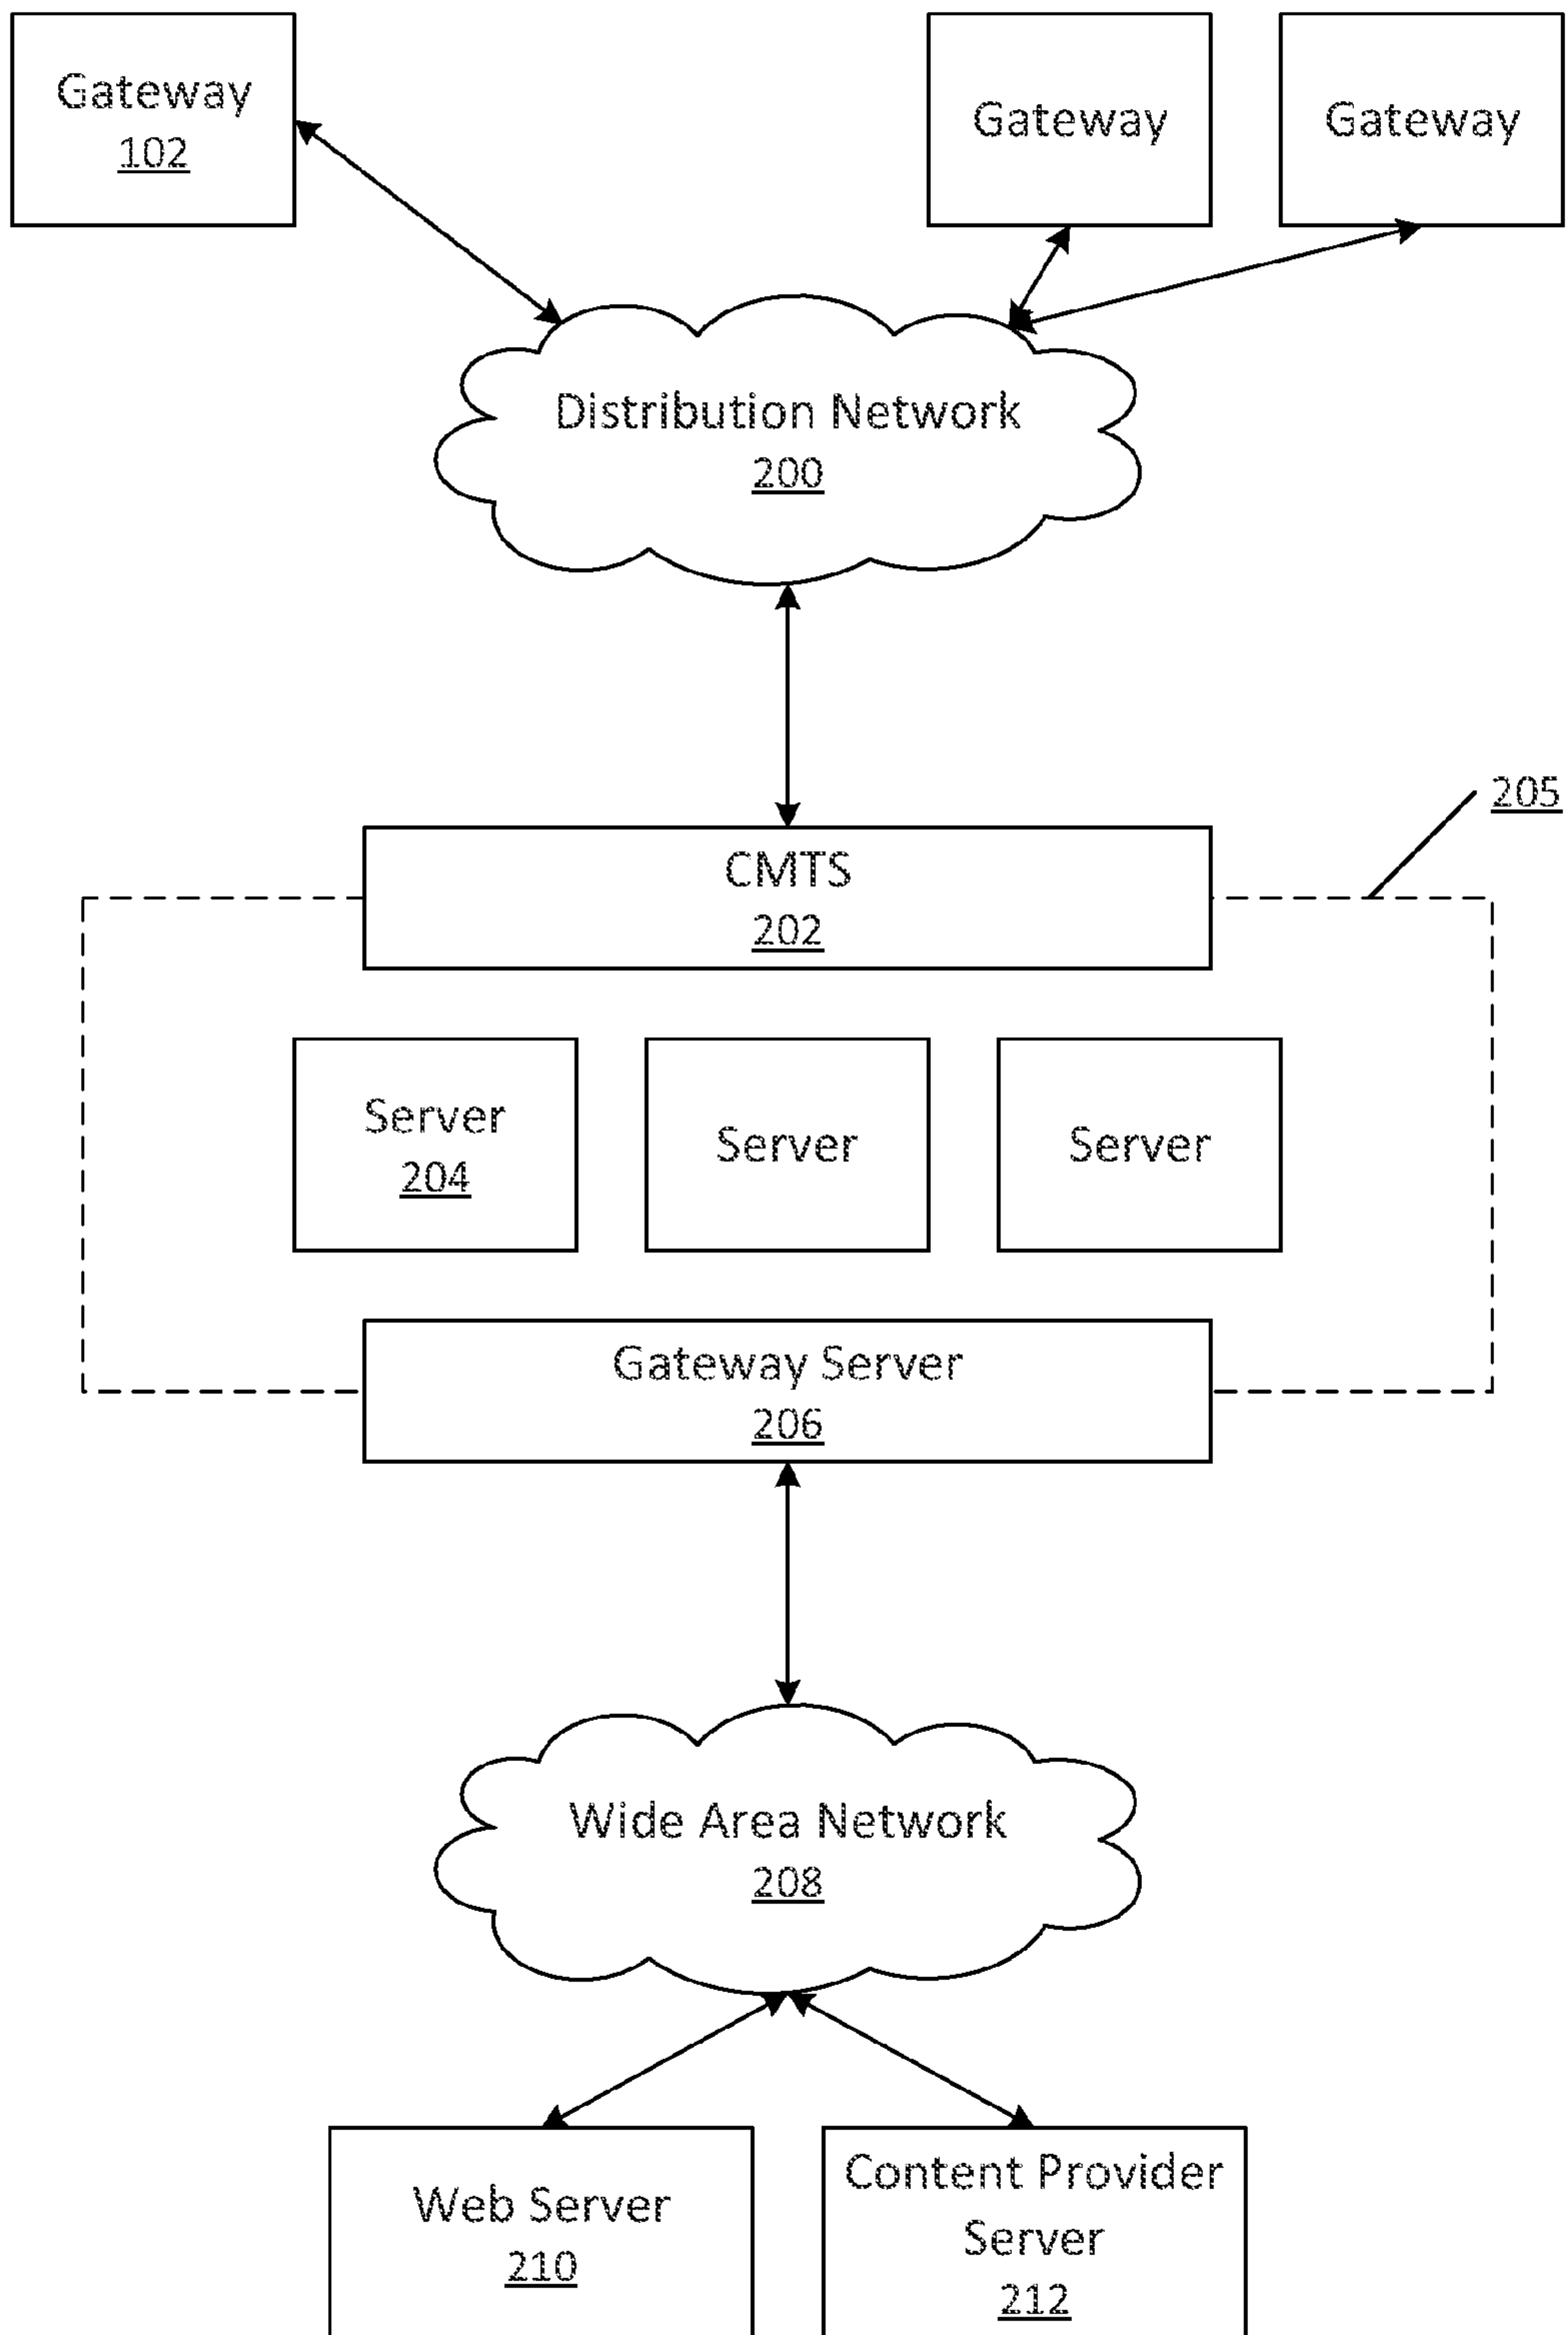 Gateway
102
Gateway
Gateway
Distribution Network
200
205
CMTS
202
Server
204
Server
Server
Gateway Server
206
Wide Area Network
208
Web Server
210
Content Provider
Server
212